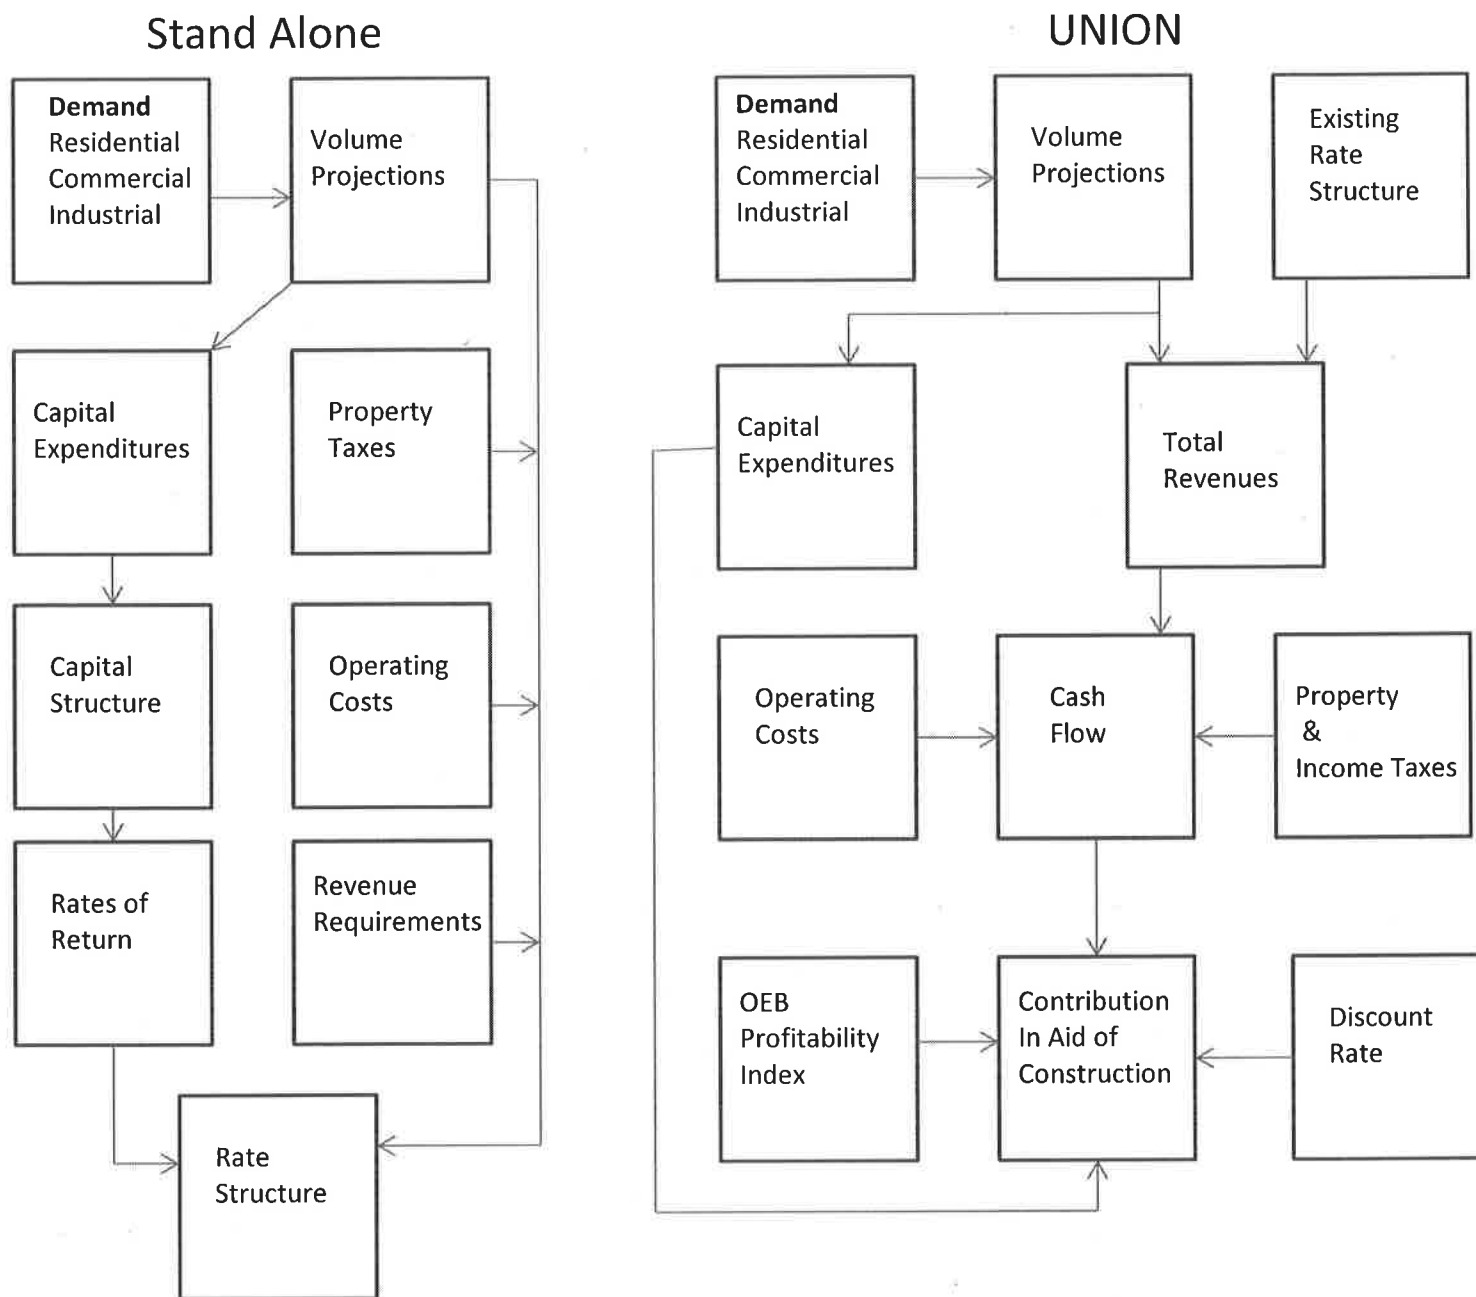 Stand Alone
Demand
Residential
Commercial
Industrial
Volume
Projections
Capital
Expenditures
Property
Taxes
Capital
Structure
Operating
Costs
Rates of
Return
Revenue
Requirements
Rate
Structure
UNION
Demand
Residential
Commercial
Industrial
Volume
Projections
Existing
Rate
Structure
Capital
Expenditures
Total
Revenues
Operating
Costs
Cash
Flow
Property
&
Income Taxes
OEB
Profitability
Index
Contribution
In Aid of
Construction
Discount
Rate